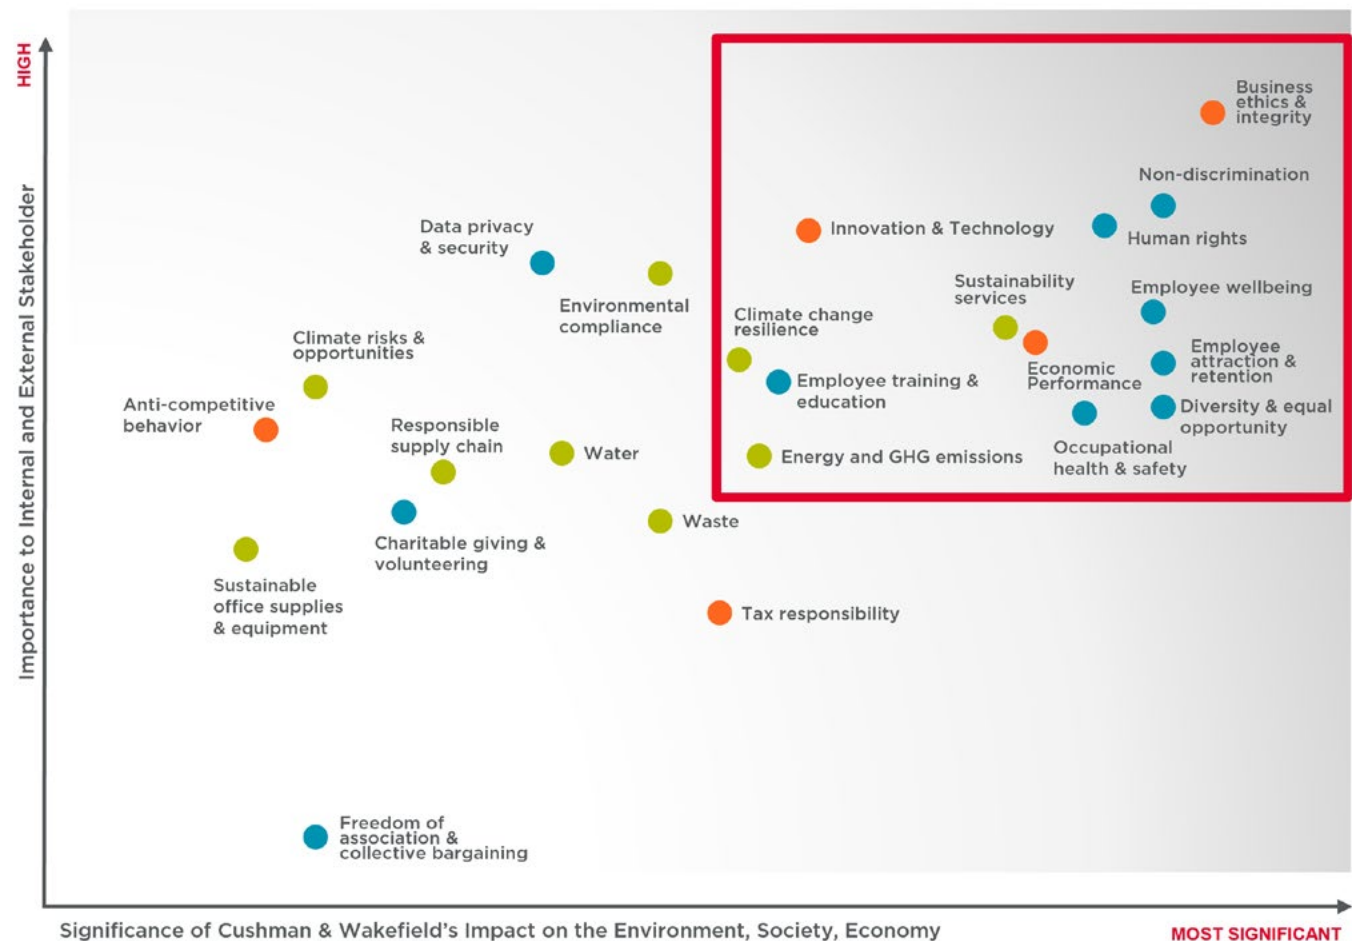 HIGH
Importance to Internal and External Stakeholder
Business
ethics &
integrity
Non-discrimination
Data privacy
& security
Innovation & Technology
Human rights
Sustainability
services
Employee wellbeing
Environmental
compliance
Climate change
resilience
Climate risks &
opportunities
Employee
attraction &
retention
Economic
Performance
Employee training &
education
Anti-competitive
behavior
Diversity & equal
opportunity
Responsible
supply chain
Water
Energy and GHG emissions
Occupational
health & safety
Waste
Charitable giving &
volunteering
Sustainable
office supplies
& equipment
Tax responsibility
Freedom of
association &
collective bargaining
Significance of Cushman & Wakefield's Impact on the Environment, Society, Economy
MOST SIGNIFICANT